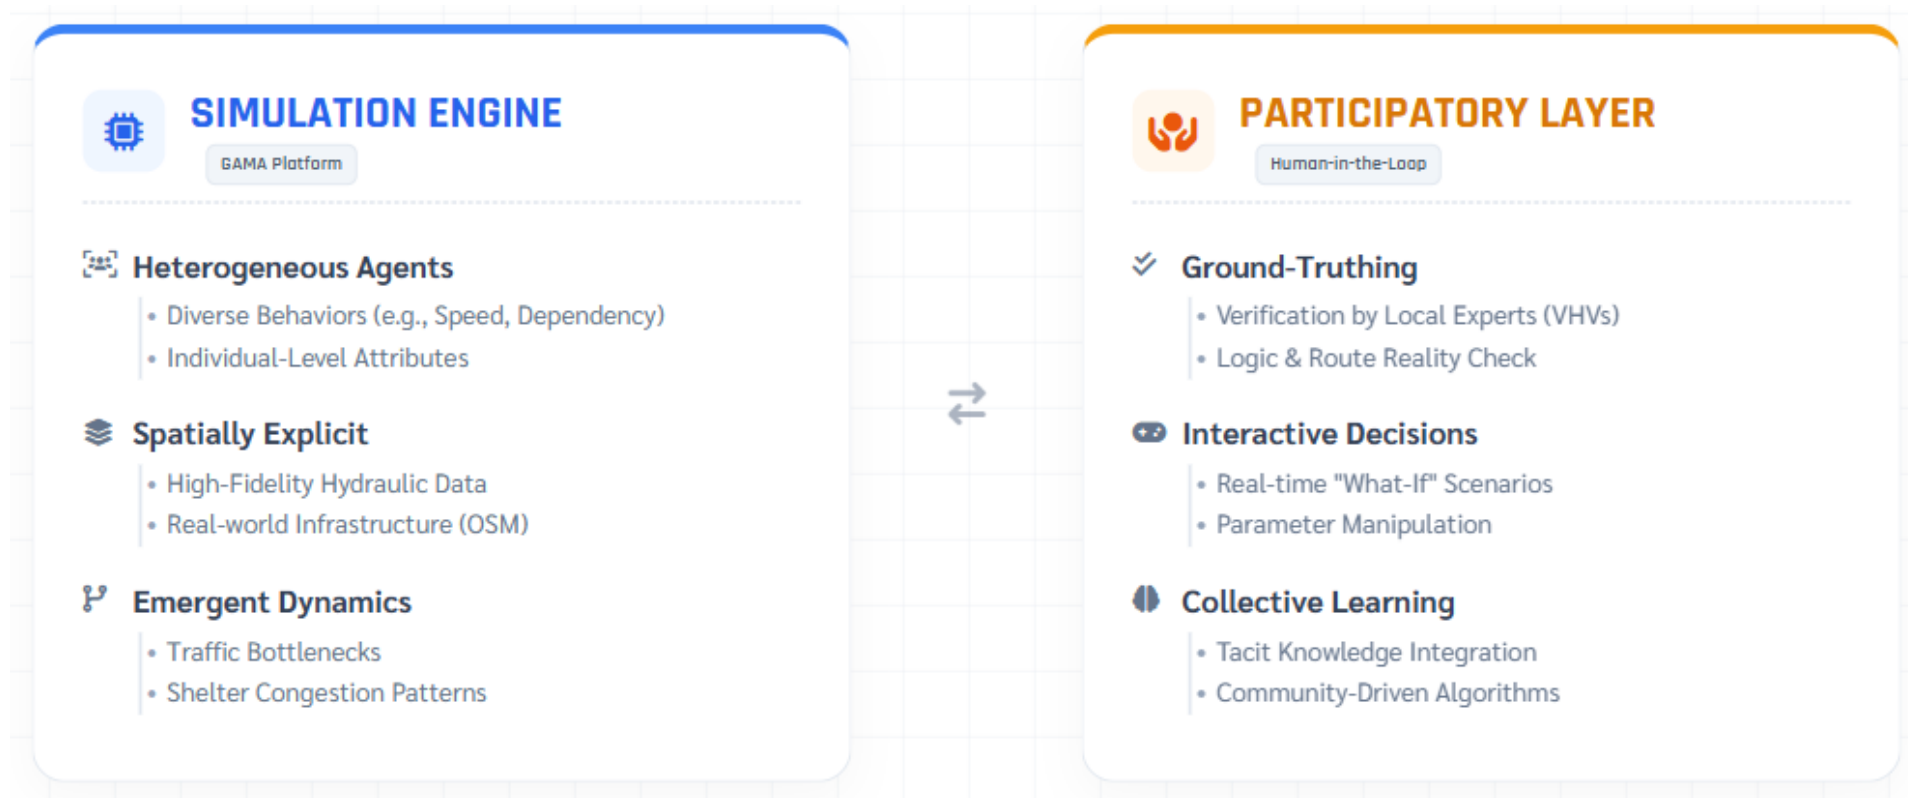 SIMULATION ENGINE
GAMA Platform
Heterogeneous Agents
• Diverse Behaviors (e.g., Speed, Dependency)
• Individual-Level Attributes
Spatially Explicit
• High-Fidelity Hydraulic Data
• Real-world Infrastructure (OSM)
Emergent Dynamics
• Traffic Bottlenecks
• Shelter Congestion Patterns
PARTICIPATORY LAYER
Human-in-the-Loop
Ground-Truthing
• Verification by Local Experts (VHVs)
• Logic & Route Reality Check
Interactive Decisions
• Real-time "What-If" Scenarios
• Parameter Manipulation
Collective Learning
• Tacit Knowledge Integration
• Community-Driven Algorithms